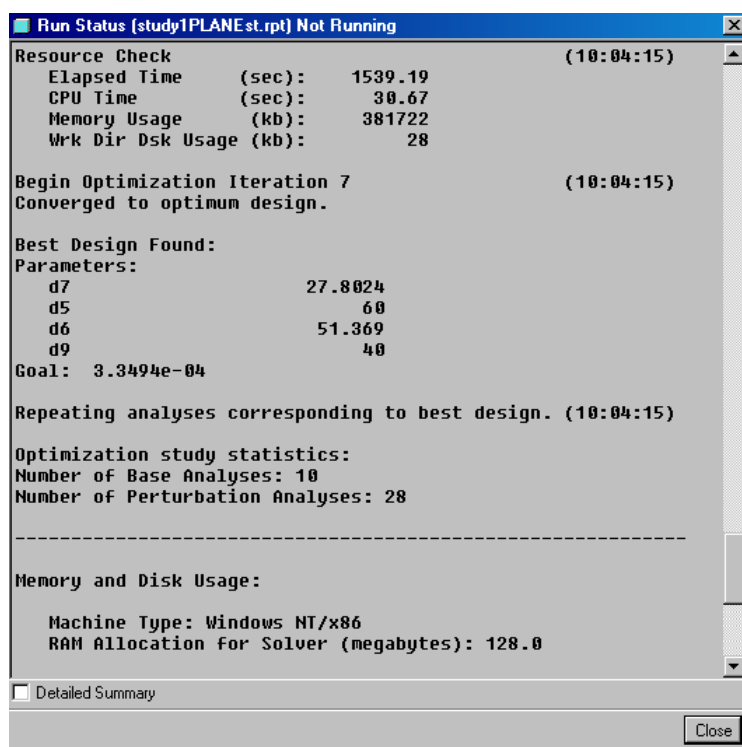 Run Status (study1PLANEst.rpt) Not Running
Resource Check (10:04:15)
Elapsed Time (sec): 1539.19
CPU Time (sec): 30.67
Memory Usage (kb): 381722
Wrk Dir Dsk Usage (kb): 28
Begin Optimization Iteration 7 (10:04:15)
Converged to optimum design.
Best Design Found:
Parameters:
d7 27.8024
d5 60
d6 51.369
d9 40
Goal: 3.3494e-04
Repeating analyses corresponding to best design. (10:04:15)
Optimization study statistics:
Number of Base Analyses: 10
Number of Perturbation Analyses: 28
------------------------------------------------------------
Memory and Disk Usage:
Machine Type: Windows NT/x86
RAM Allocation for Solver (megabytes): 128.0
Detailed Summary
Close